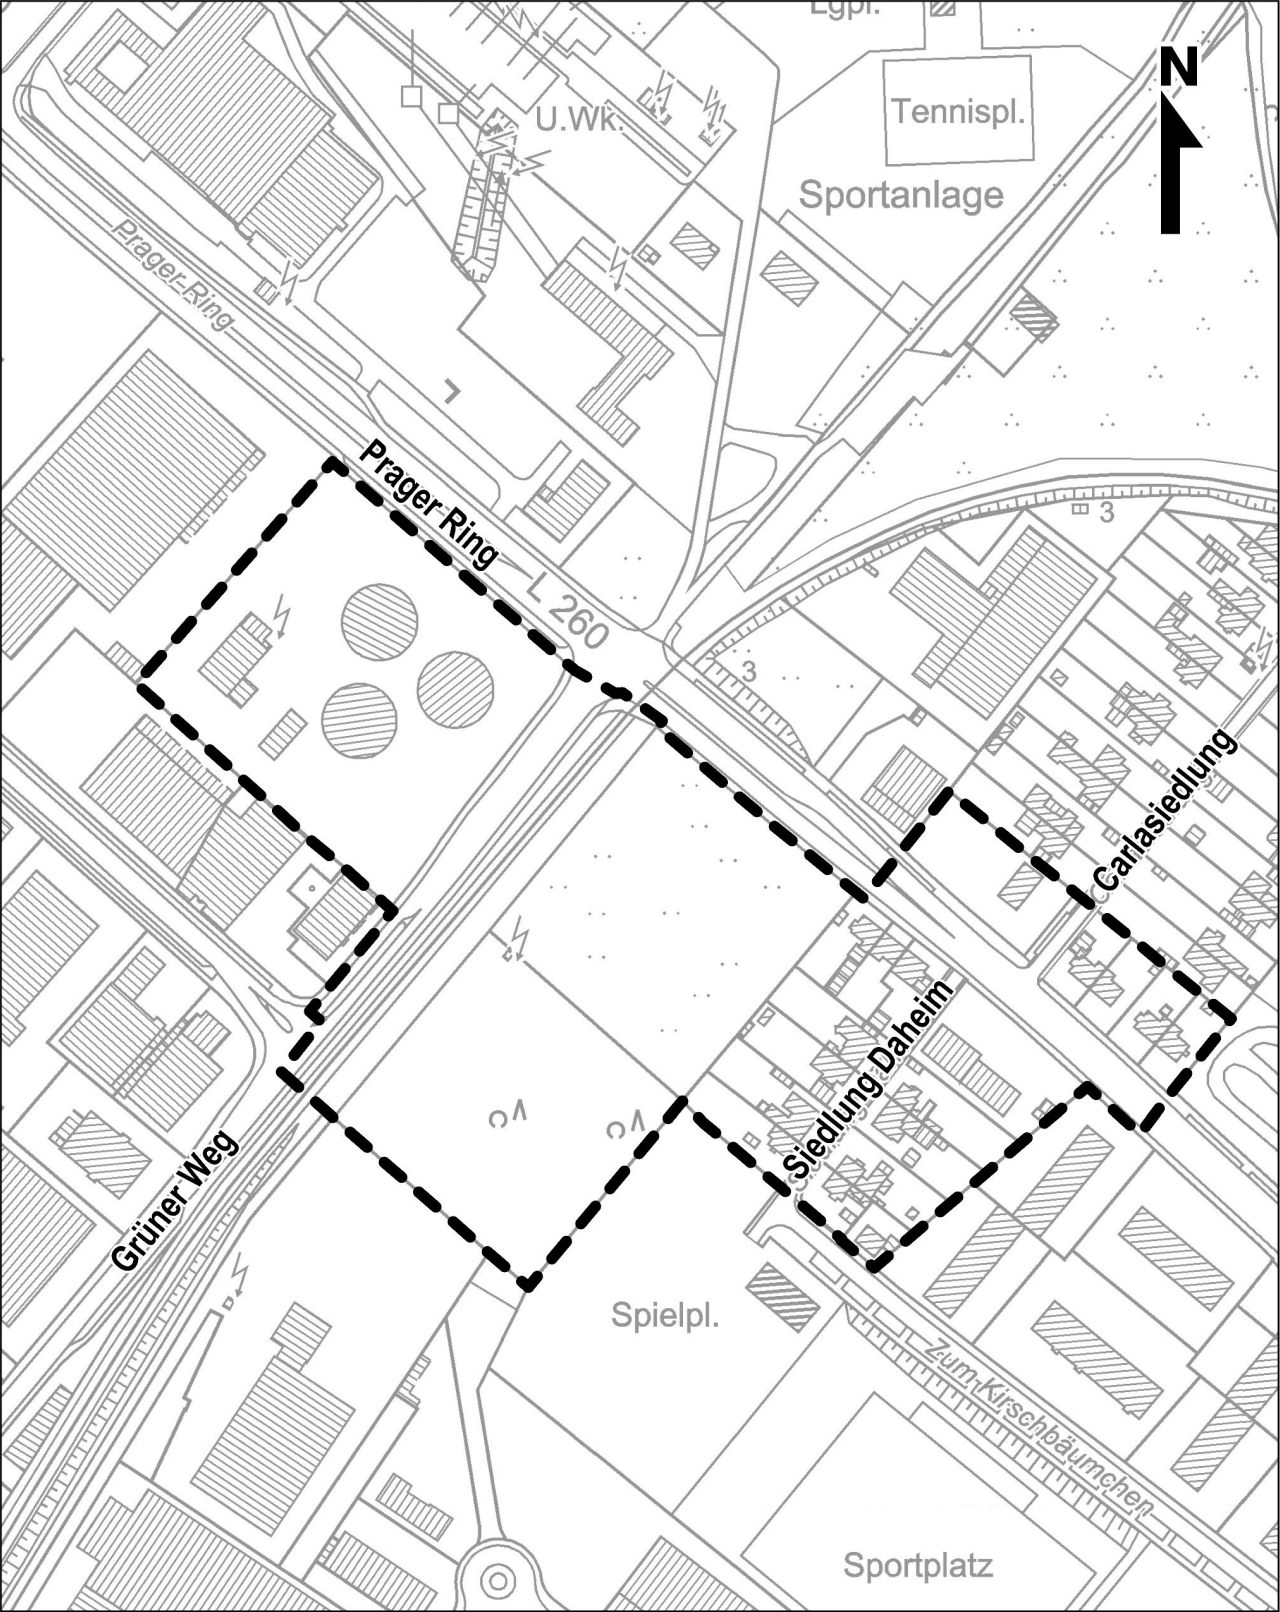 Lgpl.
N
U.Wk.
Tennispl.
Sportanlage
Prager-Ring
Prager Ring
L 260
3
3
Carlasiedlung
Siedlung Daheim
Grüner Weg
Spielpl.
Zum-Kirschbäumchen
Sportplatz